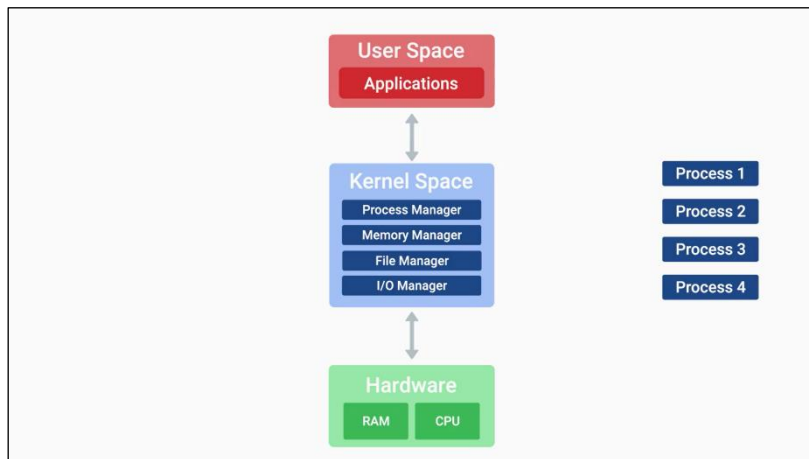 User Space
Applications
Kernel Space
Process Manager
Memory Manager
File Manager
I/O Manager
Hardware
RAM
CPU
Process 1
Process 2
Process 3
Process 4